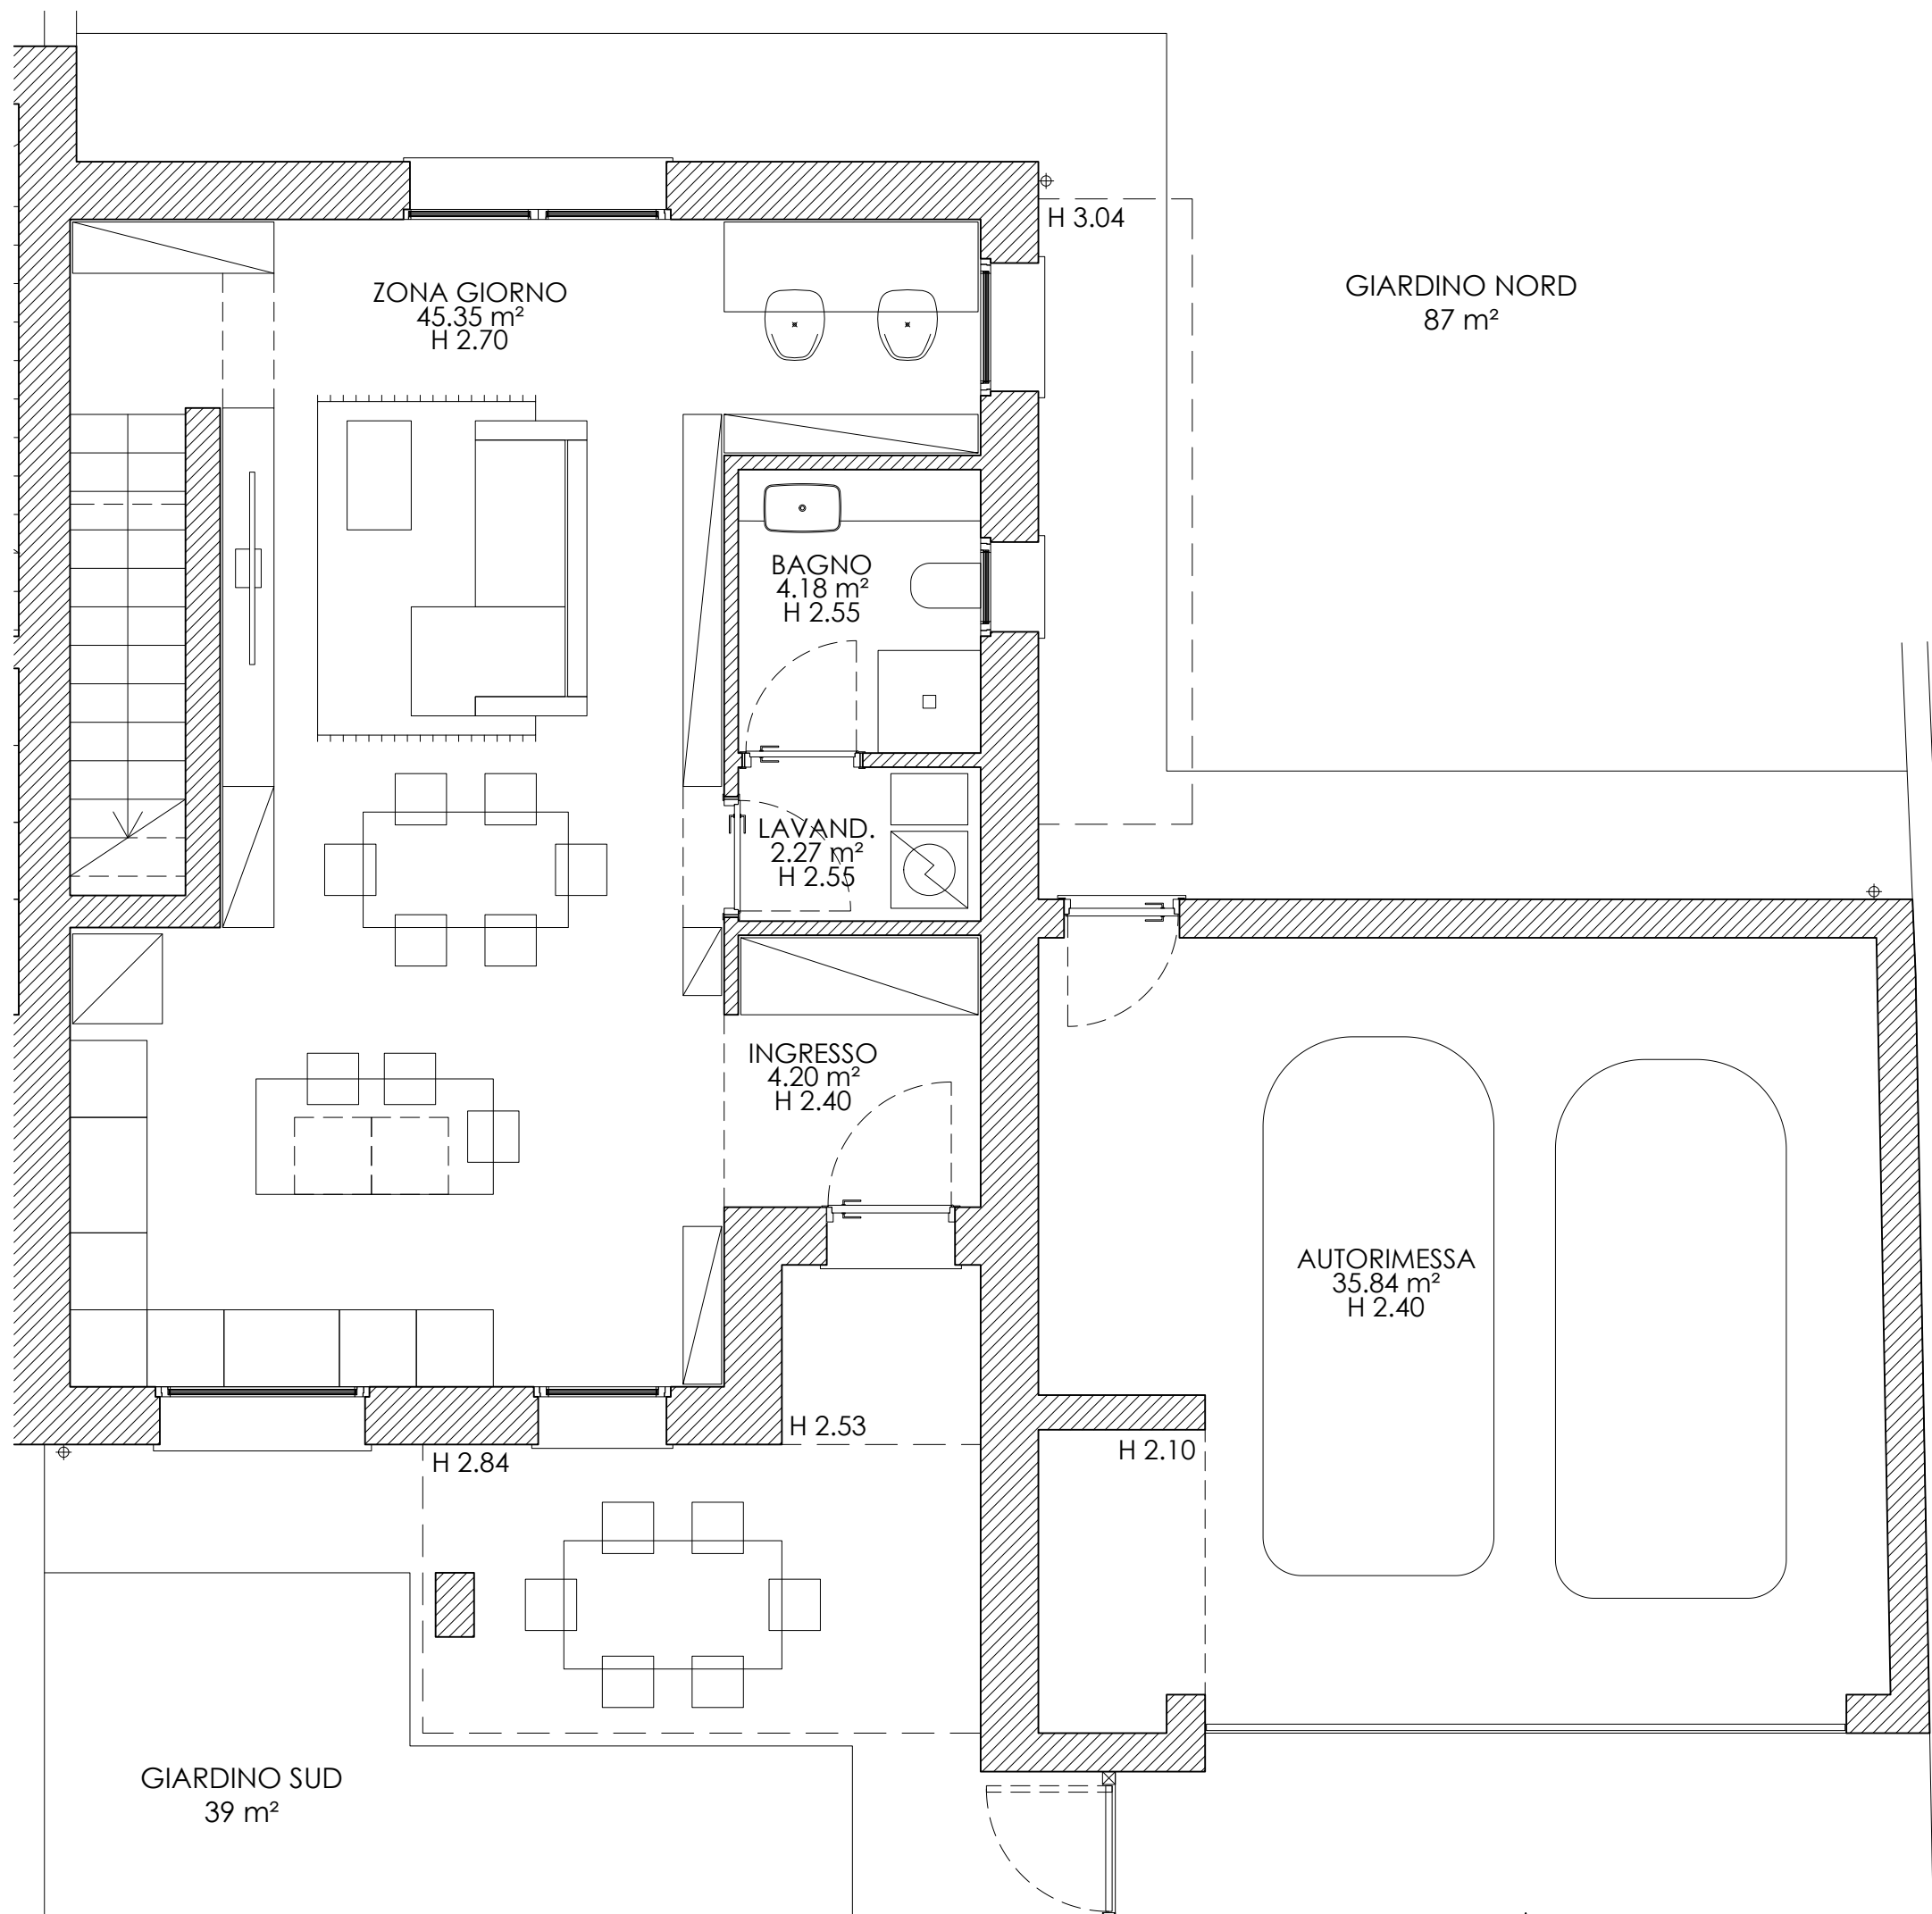 H 3.04
ZONA GIORNO
45.35 m²
H 2.70
GIARDINO NORD
87 m²
BAGNO
4.18 m²
H 2.55
LAVAND.
2.27 m²
H 2.55
INGRESSO
4.20 m²
H 2.40
AUTORIMESSA
35.84 m²
H 2.40
H 2.53
H 2.84
H 2.10
GIARDINO SUD
39 m²